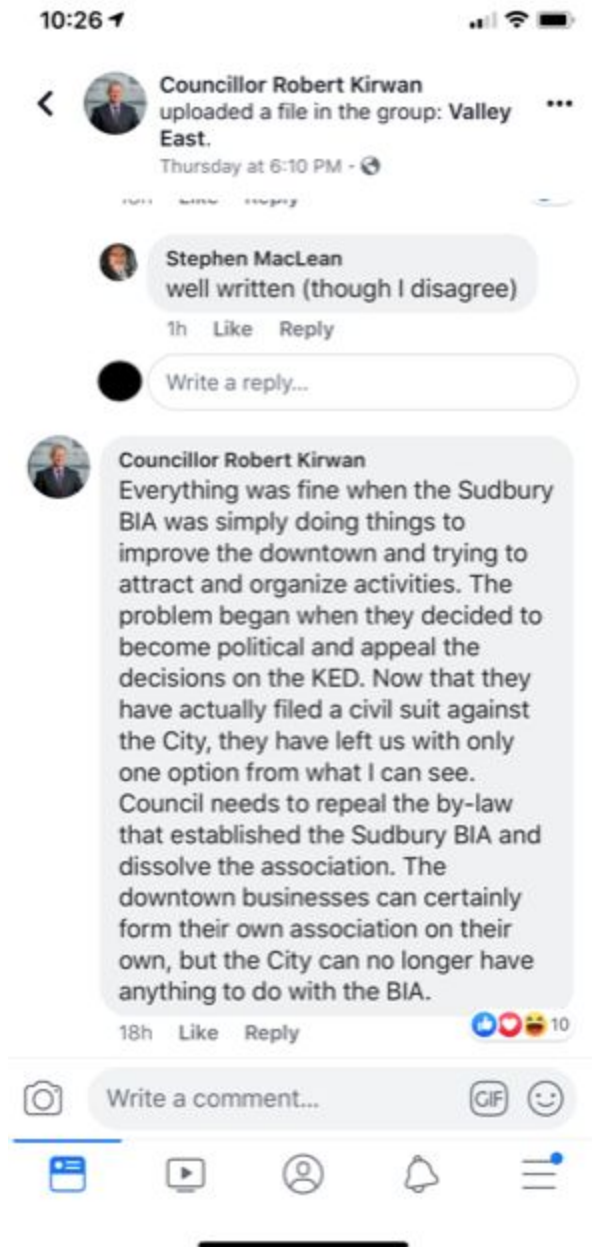 10:26
Councillor Robert Kirwan
uploaded a file in the group: Valley
East.
Thursday at 6:10 PM -
Like Reply
Stephen MacLean
well written (though I disagree)
1h Like Reply
Write a reply...
Councillor Robert Kirwan
Everything was fine when the Sudbury
BIA was simply doing things to
improve the downtown and trying to
attract and organize activities. The
problem began when they decided to
become political and appeal the
decisions on the KED. Now that they
have actually filed a civil suit against
the City, they have left us with only
one option from what I can see.
Council needs to repeal the by-law
that established the Sudbury BIA and
dissolve the association. The
downtown businesses can certainly
form their own association on their
own, but the City can no longer have
anything to do with the BIA.
18h Like Reply 10
Write a comment... GIF